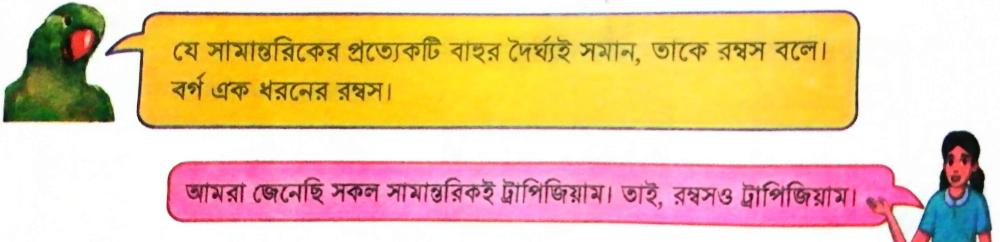 যে সামান্তরিকের প্রত্যেকটি বাহুর দৈর্ঘ্যই সমান, তাকে রম্বস বলে।
বর্গ এক ধরনের রম্বস।
আমরা জেনেছি সকল সামান্তরিকই ট্রাপিজিয়াম। তাই, রম্বসও ট্রাপিজিয়াম।